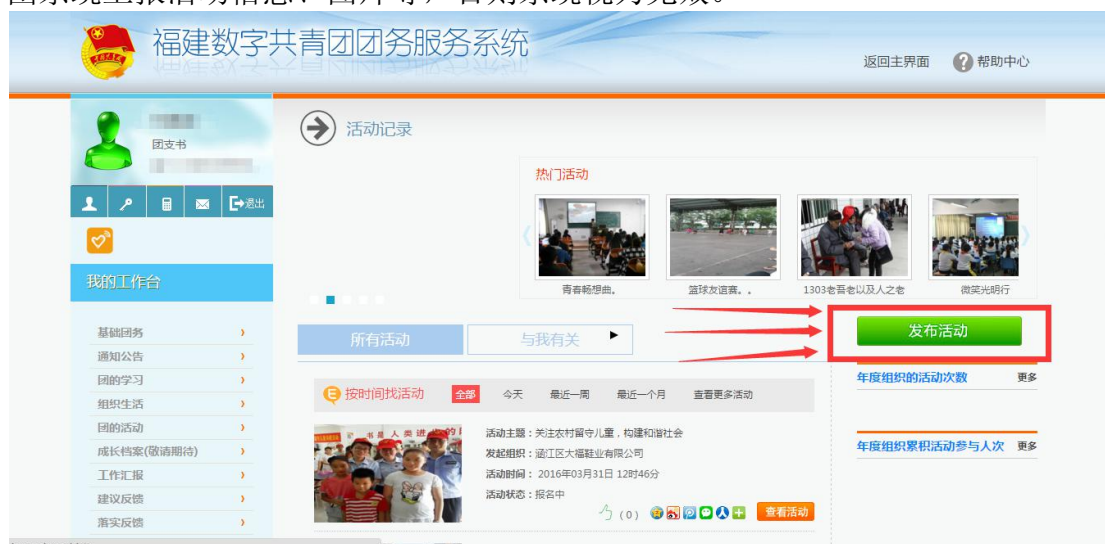 福建数字共青团团务服务系统
返回主界面 帮助中心
团支书
退出
我的工作台
基础团务
通知公告
团的学习
组织生活
团的活动
成长档案(敬请期待)
工作汇报
建议反馈
落实反馈
活动记录
热门活动
青春畅想曲。
篮球友谊赛。。
1303老吾老以及人之老
微笑光明行
所有活动
与我有关
发布活动
年度组织的活动次数 更多
年度组织累积活动参与人次 更多
按时间找活动 全部 今天 最近一周 最近一个月 查看更多活动
活动主题：关注农村留守儿童，构建和谐社会
发起组织：涵江区大福鞋业有限公司
活动时间： 2016年03月31日 12时46分
活动状态：报名中
(0)
查看活动